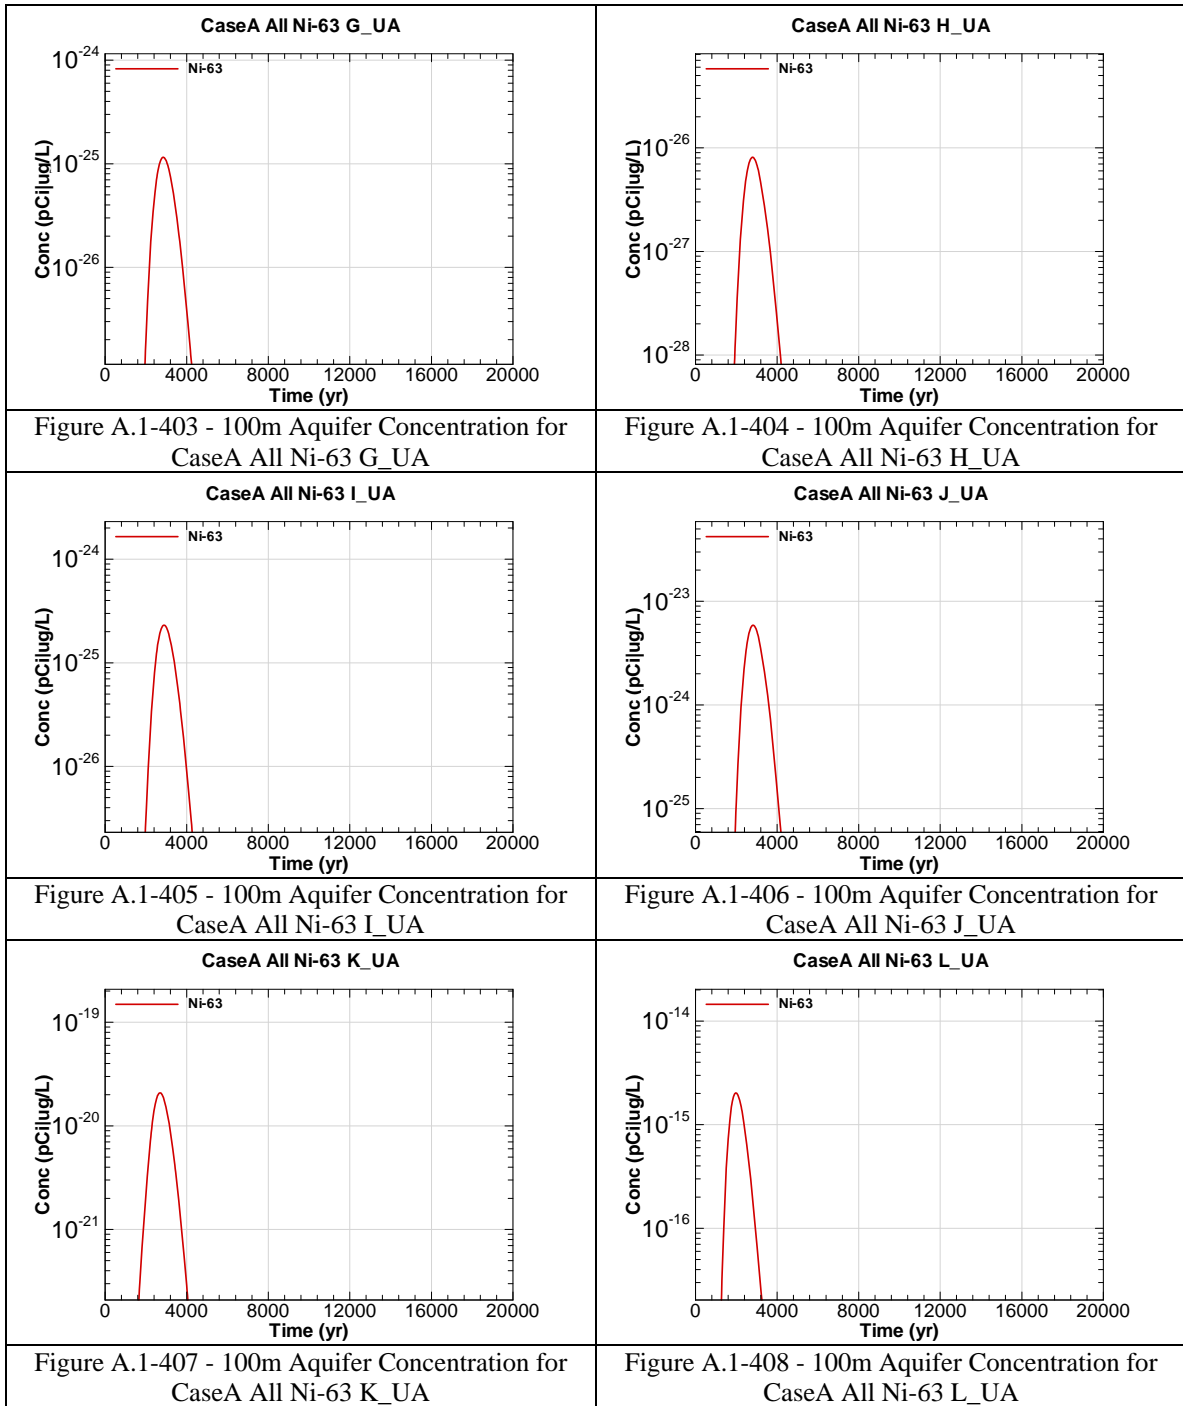 CaseA All Ni-63 G_UA
Ni-63
10-24
10-25
10-26
Conc (pCi|ug/L)
0 4000 8000 12000 16000 20000
Time (yr)
Figure A.1-403 - 100m Aquifer Concentration for
CaseA All Ni-63 G_UA
CaseA All Ni-63 H_UA
Ni-63
10-26
10-27
10-28
Conc (pCi|ug/L)
0 4000 8000 12000 16000 20000
Time (yr)
Figure A.1-404 - 100m Aquifer Concentration for
CaseA All Ni-63 H_UA
CaseA All Ni-63 I_UA
Ni-63
10-24
10-25
10-26
Conc (pCi|ug/L)
0 4000 8000 12000 16000 20000
Time (yr)
Figure A.1-405 - 100m Aquifer Concentration for
CaseA All Ni-63 I_UA
CaseA All Ni-63 J_UA
Ni-63
10-23
10-24
10-25
Conc (pCi|ug/L)
0 4000 8000 12000 16000 20000
Time (yr)
Figure A.1-406 - 100m Aquifer Concentration for
CaseA All Ni-63 J_UA
CaseA All Ni-63 K_UA
Ni-63
10-19
10-20
10-21
Conc (pCi|ug/L)
0 4000 8000 12000 16000 20000
Time (yr)
Figure A.1-407 - 100m Aquifer Concentration for
CaseA All Ni-63 K_UA
CaseA All Ni-63 L_UA
Ni-63
10-14
10-15
10-16
Conc (pCi|ug/L)
0 4000 8000 12000 16000 20000
Time (yr)
Figure A.1-408 - 100m Aquifer Concentration for
CaseA All Ni-63 L_UA